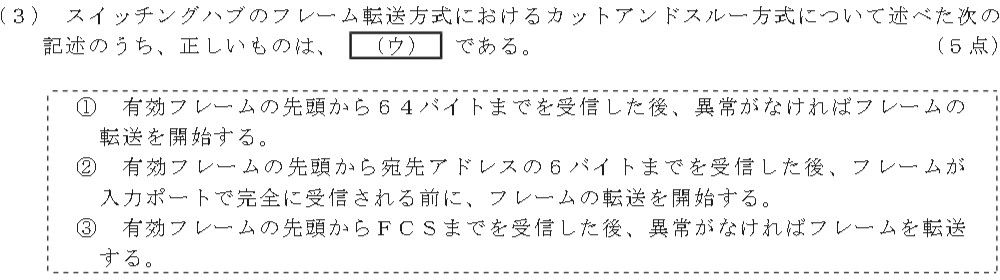 (３) スイッチングハブのフレーム転送方式におけるカットアンドスルー方式について述べた次の
記述のうち、正しいものは、 (ウ) である。 (５点)
① 有効フレームの先頭から６４バイトまでを受信した後、異常がなければフレームの
転送を開始する。
② 有効フレームの先頭から宛先アドレスの６バイトまでを受信した後、フレームが
入力ポートで完全に受信される前に、フレームの転送を開始する。
③ 有効フレームの先頭からＦＣＳまでを受信した後、異常がなければフレームを転送
する。